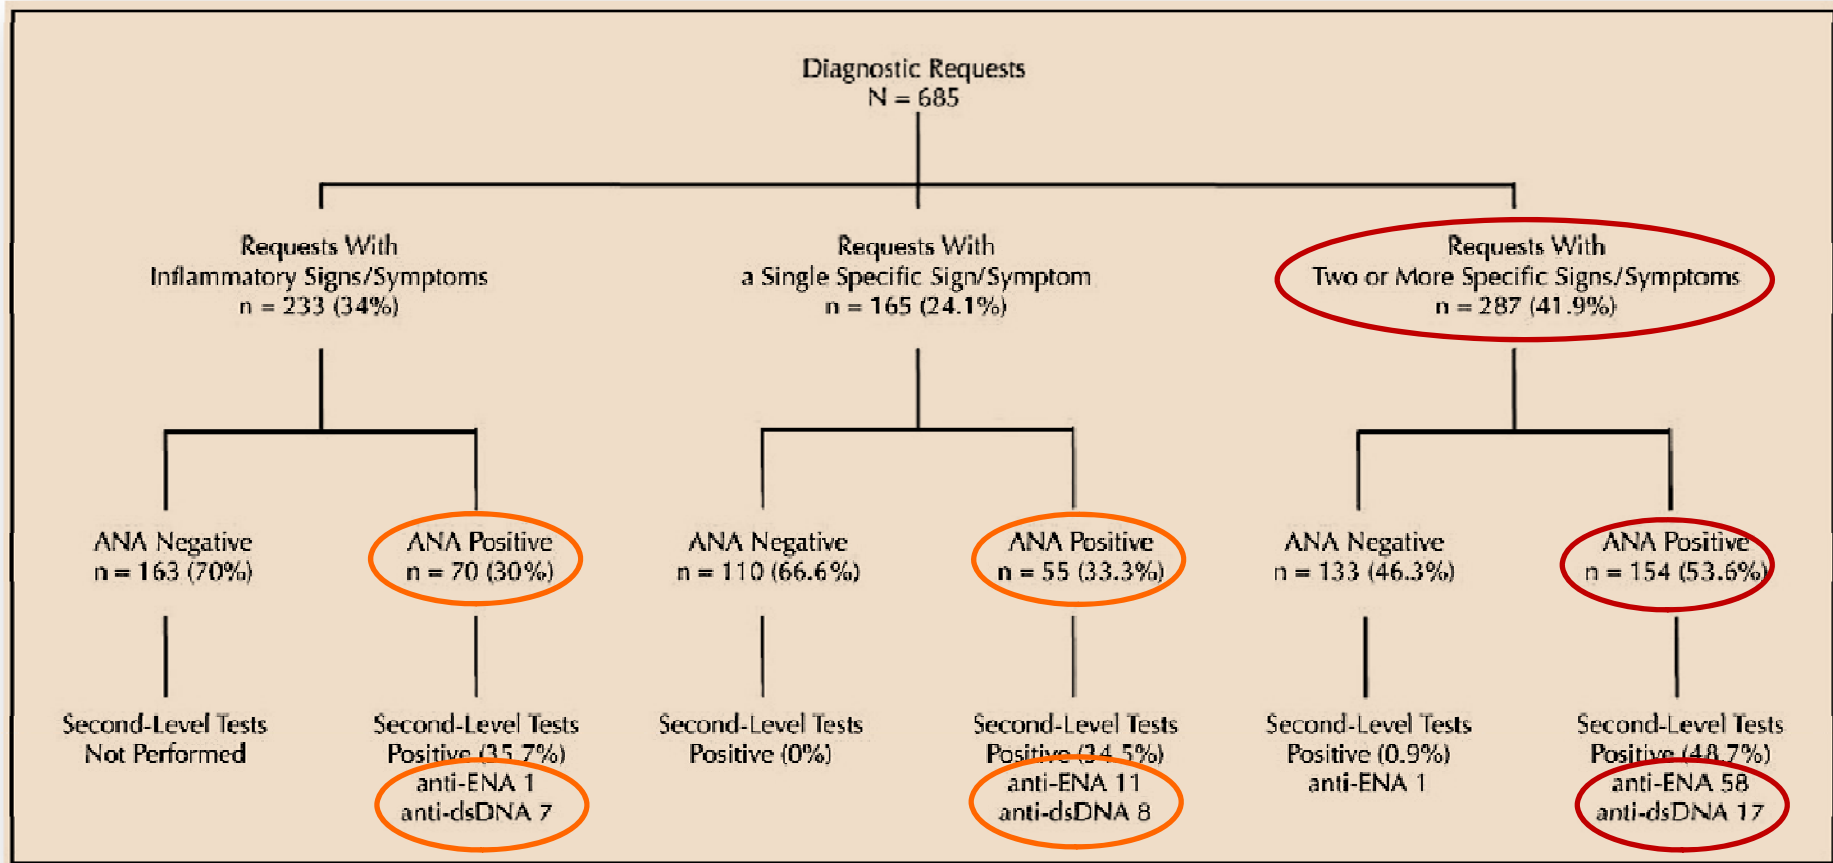 Diagnostic Requests
N = 685
Requests With
Inflammatory Signs/Symptoms
n = 233 (34%)
Requests With
a Single Specific Sign/Symptom
n = 165 (24.1%)
Requests With
Two or More Specific Signs/Symptoms
n = 287 (41.9%)
ANA Negative
n = 163 (70%)
ANA Positive
n = 70 (30%)
ANA Negative
n = 110 (66.6%)
ANA Positive
n = 55 (33.3%)
ANA Negative
n = 133 (46.3%)
ANA Positive
n = 154 (53.6%)
Second-Level Tests
Not Performed
Second-Level Tests
Positive (35.7%)
anti-ENA 1
anti-dsDNA 7
Second-Level Tests
Positive (0%)
Second-Level Tests
Positive (34.5%)
anti-ENA 11
anti-dsDNA 8
Second-Level Tests
Positive (0.9%)
anti-ENA 1
Second-Level Tests
Positive (48.7%)
anti-ENA 58
anti-dsDNA 17